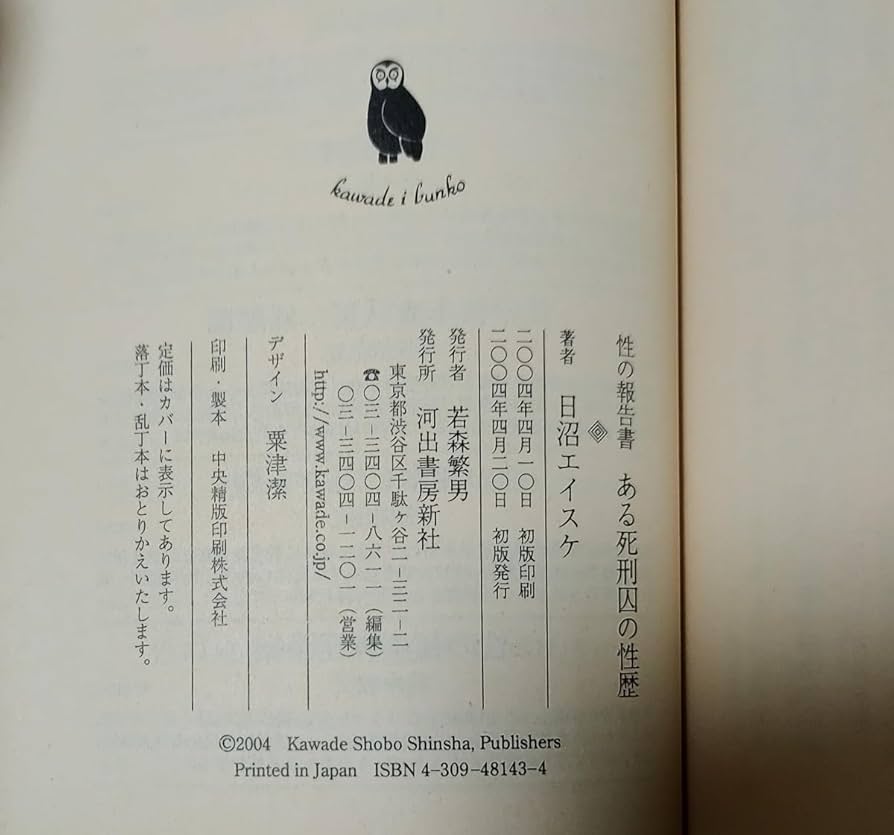 kawade i bunko
性の報告書 ある死刑囚の性歴
著者 日沼エイスケ
二〇〇四年四月一〇日 初版印刷
二〇〇四年四月二〇日 初版発行
発行者 若森繁男
発行所 河出書房新社
東京都渋谷区千駄ヶ谷二-三二-二
☎〇三-三四〇四-八六一一(編集)
〇三-三四〇四-一二〇一(営業)
http://www.kawade.co.jp/
デザイン 粟津潔
印刷・製本 中央精版印刷株式会社
定価はカバーに表示してあります。
落丁本・乱丁本はおとりかえいたします。
©2004 Kawade Shobo Shinsha, Publishers
Printed in Japan ISBN 4-309-48143-4